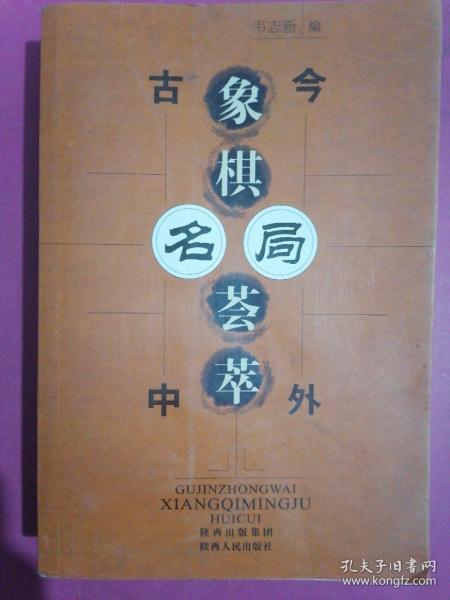 韦志新 编
古 今
象
棋
名 局
荟
中 萃 外
GUJINZHONGWAI
XIANGQIMINGJU
HUICUI
陕西出版集团
陕西人民出版社
孔夫子旧书网
www.kongfz.com